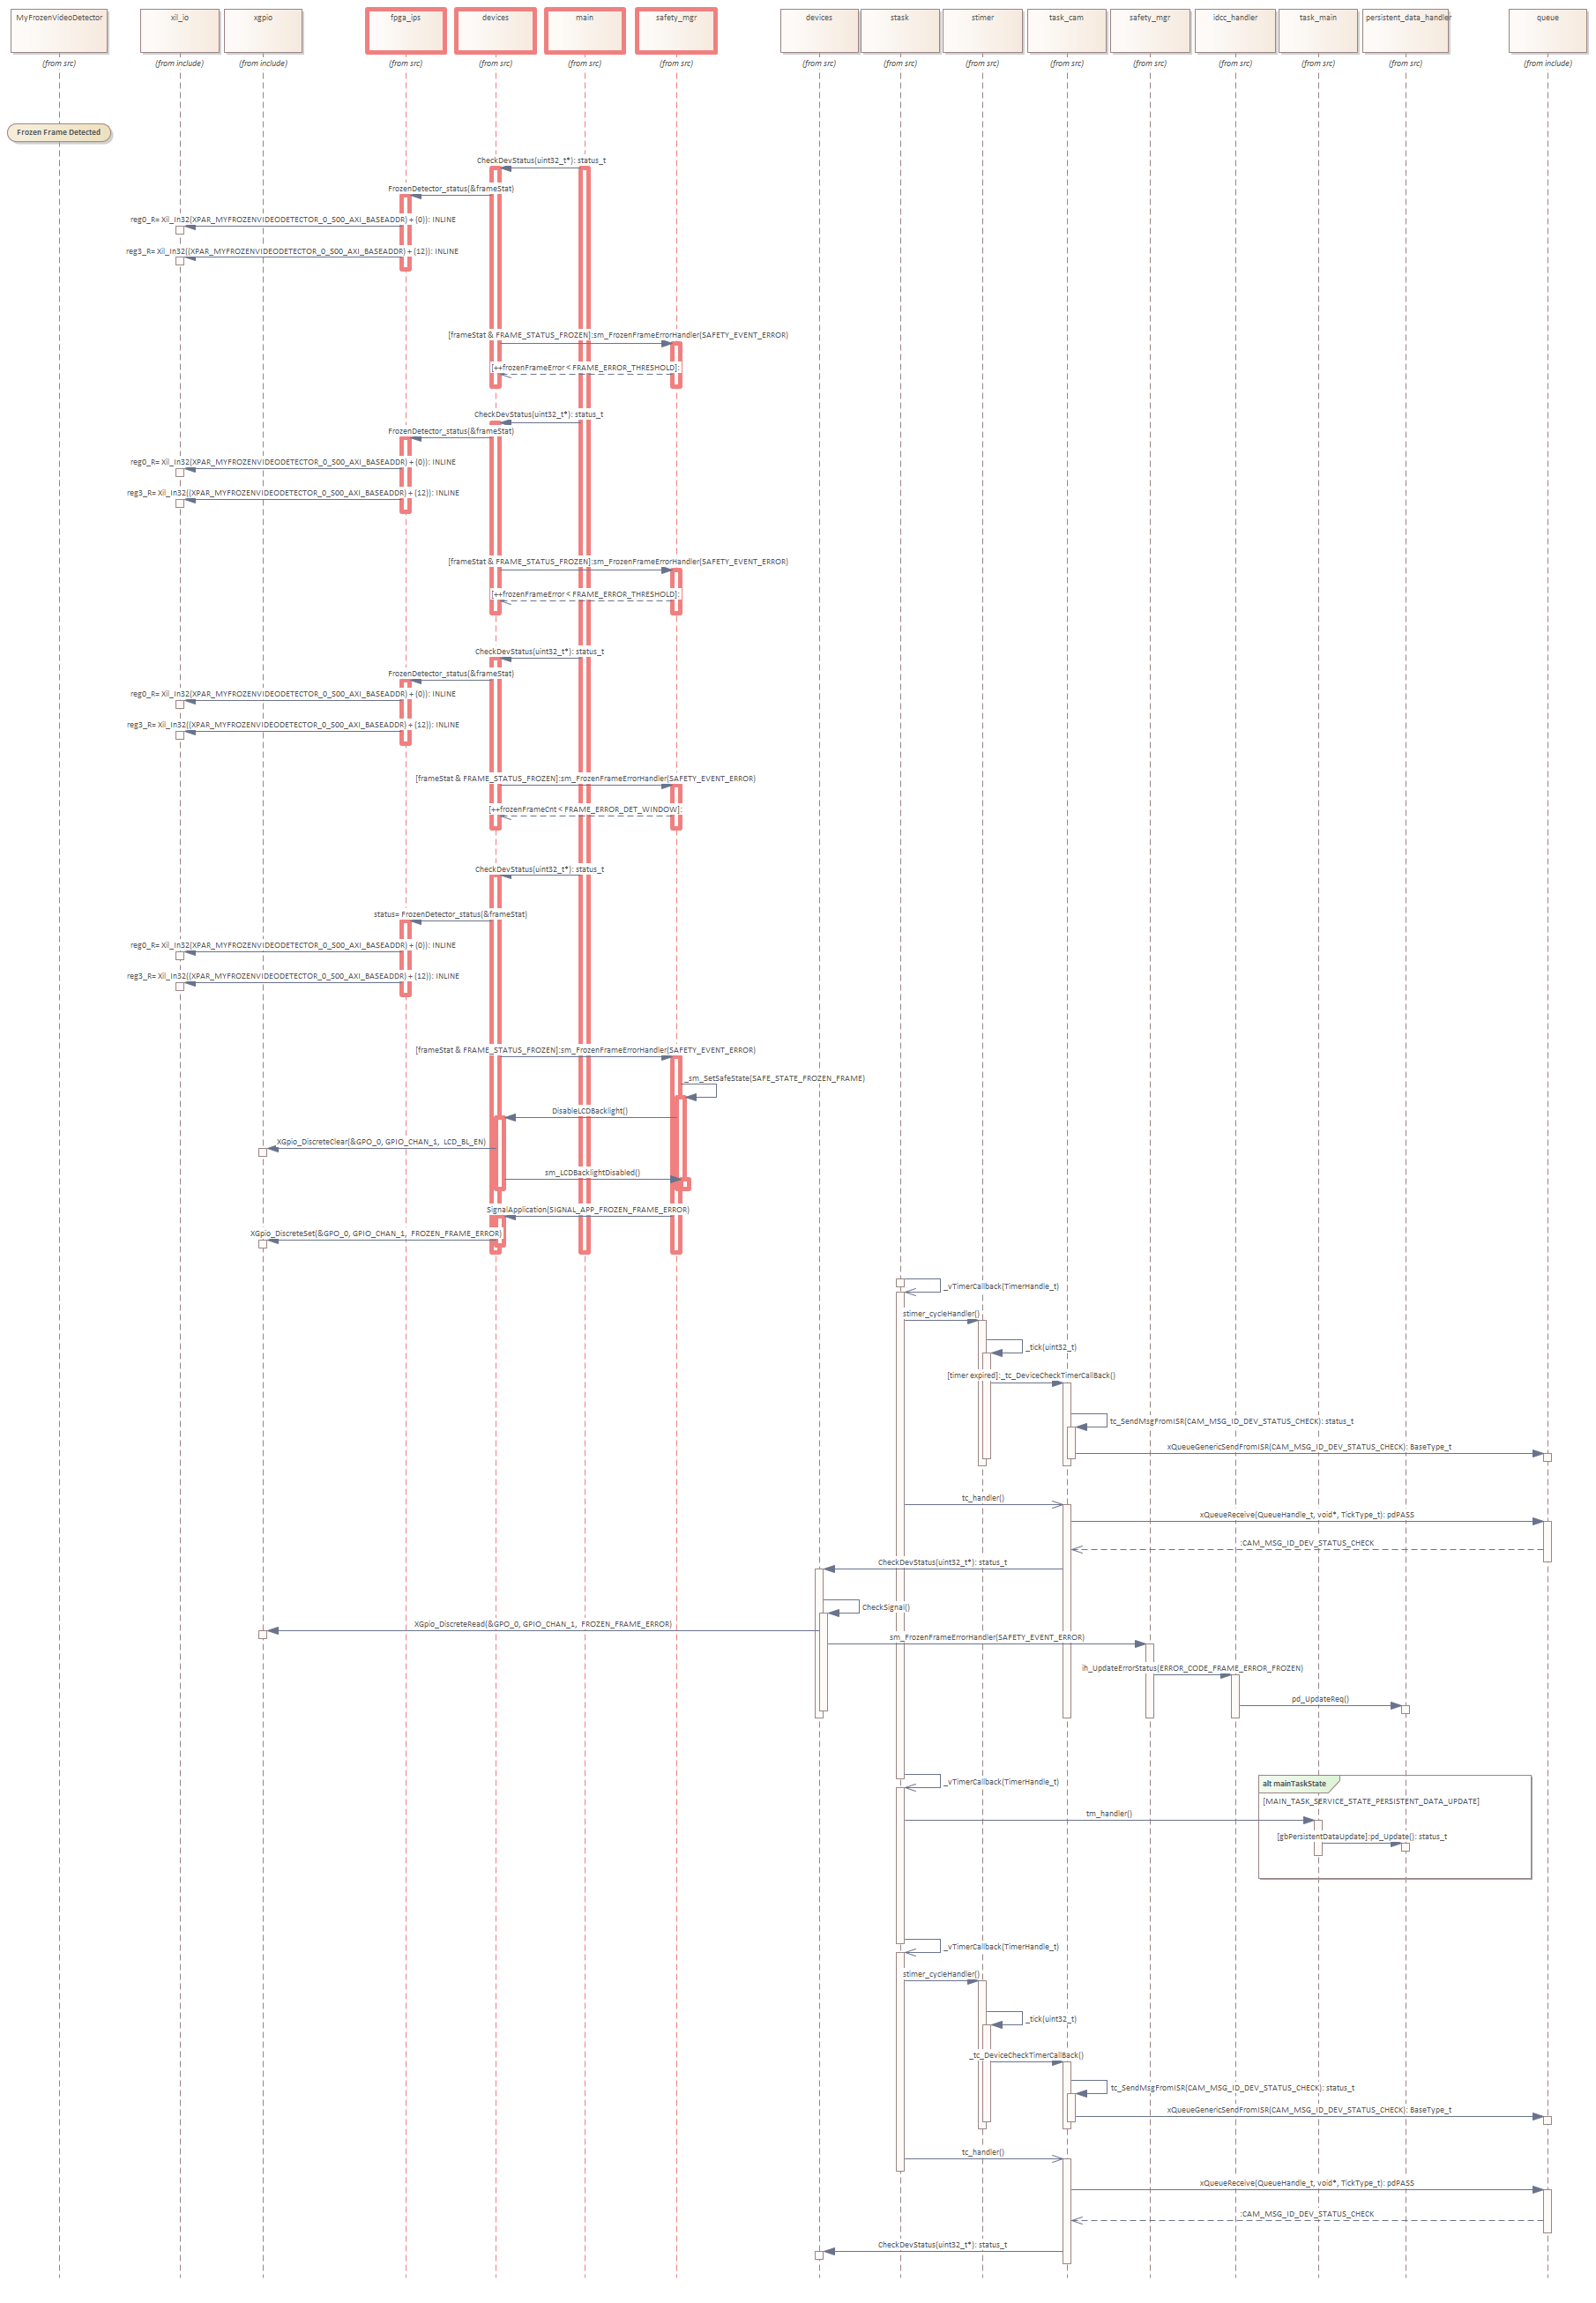 MyFrozenVideoDetector
xil_io
xgpio
fpga_ips
devices
main
safety_mgr
devices
stask
stimer
task_cam
safety_mgr
idcc_handler
task_main
persistent_data_handler
queue
(from src)
(from include)
(from include)
(from src)
(from src)
(from src)
(from src)
(from src)
(from src)
(from src)
(from src)
(from src)
(from src)
(from src)
(from src)
(from include)
Frozen Frame Detected
CheckDevStatus(uint32_t*): status_t
FrozenDetector_status(&frameStat)
reg0_R= Xil_In32(XPAR_MYFROZENVIDEODETECTOR_0_S00_AXI_BASEADDR) + (0)): INLINE
reg3_R= Xil_In32((XPAR_MYFROZENVIDEODETECTOR_0_S00_AXI_BASEADDR) + (12)): INLINE
[frameStat & FRAME_STATUS_FROZEN]:sm_FrozenFrameErrorHandler(SAFETY_EVENT_ERROR)
[++frozenFrameError < FRAME_ERROR_THRESHOLD]:
CheckDevStatus(uint32_t*): status_t
FrozenDetector_status(&frameStat)
reg0_R= Xil_In32(XPAR_MYFROZENVIDEODETECTOR_0_S00_AXI_BASEADDR) + (0)): INLINE
reg3_R= Xil_In32((XPAR_MYFROZENVIDEODETECTOR_0_S00_AXI_BASEADDR) + (12)): INLINE
[frameStat & FRAME_STATUS_FROZEN]:sm_FrozenFrameErrorHandler(SAFETY_EVENT_ERROR)
[++frozenFrameError < FRAME_ERROR_THRESHOLD]:
CheckDevStatus(uint32_t*): status_t
FrozenDetector_status(&frameStat)
reg0_R= Xil_In32(XPAR_MYFROZENVIDEODETECTOR_0_S00_AXI_BASEADDR) + (0)): INLINE
reg3_R= Xil_In32((XPAR_MYFROZENVIDEODETECTOR_0_S00_AXI_BASEADDR) + (12)): INLINE
[frameStat & FRAME_STATUS_FROZEN]:sm_FrozenFrameErrorHandler(SAFETY_EVENT_ERROR)
[++frozenFrameCnt < FRAME_ERROR_DET_WINDOW]:
CheckDevStatus(uint32_t*): status_t
status= FrozenDetector_status(&frameStat)
reg0_R= Xil_In32(XPAR_MYFROZENVIDEODETECTOR_0_S00_AXI_BASEADDR) + (0)): INLINE
reg3_R= Xil_In32((XPAR_MYFROZENVIDEODETECTOR_0_S00_AXI_BASEADDR) + (12)): INLINE
[frameStat & FRAME_STATUS_FROZEN]:sm_FrozenFrameErrorHandler(SAFETY_EVENT_ERROR)
_sm_SetSafeState(SAFE_STATE_FROZEN_FRAME)
DisableLCDBacklight()
XGpio_DiscreteClear(&GPO_0, GPIO_CHAN_1, LCD_BL_EN)
sm_LCDBacklightDisabled()
SignalApplication(SIGNAL_APP_FROZEN_FRAME_ERROR)
XGpio_DiscreteSet(&GPO_0, GPIO_CHAN_1, FROZEN_FRAME_ERROR)
_vTimerCallback(TimerHandle_t)
stimer_cycleHandler()
_tick(uint32_t)
[timer expired]:_tc_DeviceCheckTimerCallBack()
tc_SendMsgFromISR(CAM_MSG_ID_DEV_STATUS_CHECK): status_t
xQueueGenericSendFromISR(CAM_MSG_ID_DEV_STATUS_CHECK): BaseType_t
tc_handler()
xQueueReceive(QueueHandle_t, void*, TickType_t): pdPASS
:CAM_MSG_ID_DEV_STATUS_CHECK
CheckDevStatus(uint32_t*): status_t
CheckSignal()
XGpio_DiscreteRead(&GPO_0, GPIO_CHAN_1, FROZEN_FRAME_ERROR)
sm_FrozenFrameErrorHandler(SAFETY_EVENT_ERROR)
ih_UpdateErrorStatus(ERROR_CODE_FRAME_ERROR_FROZEN)
pd_UpdateReq()
_vTimerCallback(TimerHandle_t)
alt mainTaskState
[MAIN_TASK_SERVICE_STATE_PERSISTENT_DATA_UPDATE]
tm_handler()
[gbPersistentDataUpdate]:pd_Update(): status_t
_vTimerCallback(TimerHandle_t)
stimer_cycleHandler()
_tick(uint32_t)
_tc_DeviceCheckTimerCallBack()
tc_SendMsgFromISR(CAM_MSG_ID_DEV_STATUS_CHECK): status_t
xQueueGenericSendFromISR(CAM_MSG_ID_DEV_STATUS_CHECK): BaseType_t
tc_handler()
xQueueReceive(QueueHandle_t, void*, TickType_t): pdPASS
:CAM_MSG_ID_DEV_STATUS_CHECK
CheckDevStatus(uint32_t*): status_t